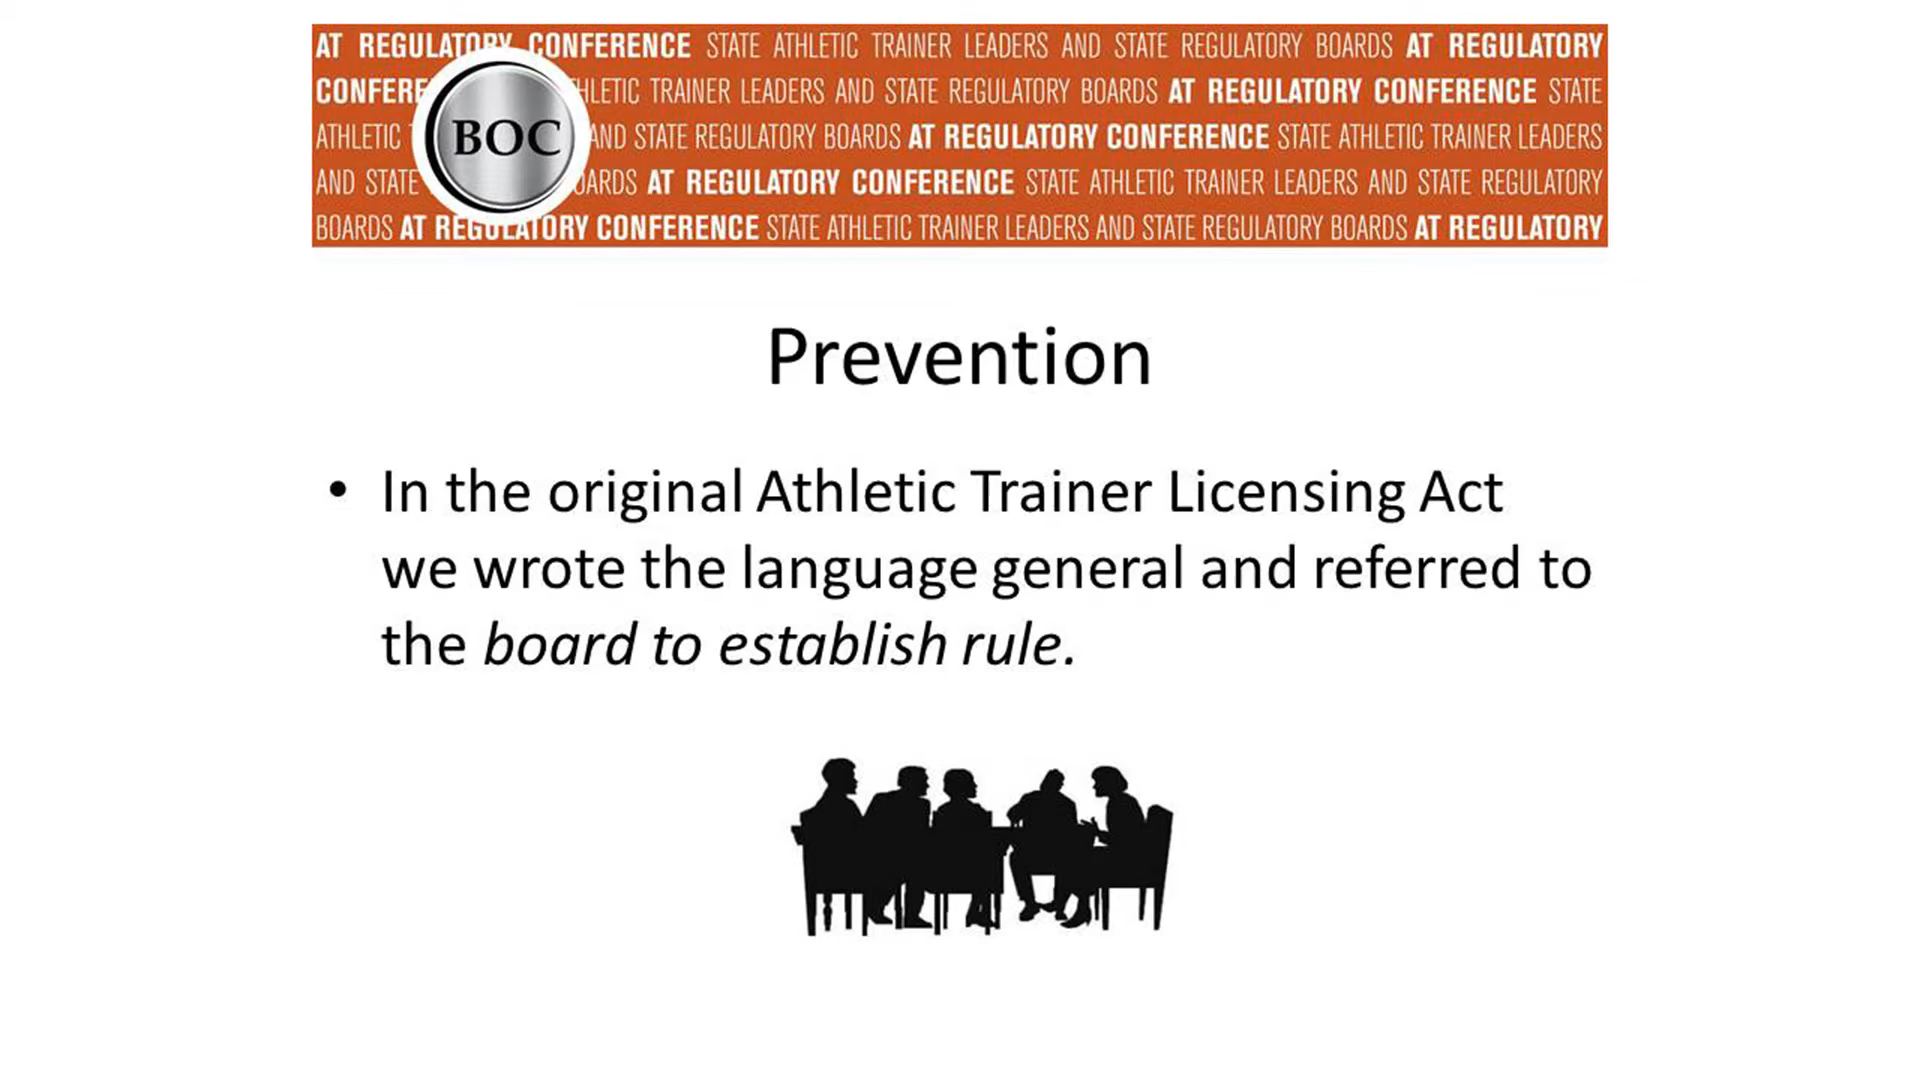 AT REGULATORY CONFERENCE STATE ATHLETIC TRAINER LEADERS AND STATE REGULATORY BOARDS AT REGULATORY
CONFERE HLETIC TRAINER LEADERS AND STATE REGULATORY BOARDS AT REGULATORY CONFERENCE STATE
ATHLETIC AND STATE REGULATORY BOARDS AT REGULATORY CONFERENCE STATE ATHLETIC TRAINER LEADERS
AND STATE OARDS AT REGULATORY CONFERENCE STATE ATHLETIC TRAINER LEADERS AND STATE REGULATORY
BOARDS AT REGULATORY CONFERENCE STATE ATHLETIC TRAINER LEADERS AND STATE REGULATORY BOARDS AT REGULATORY
BOC
Prevention
• In the original Athletic Trainer Licensing Act
we wrote the language general and referred to
the board to establish rule.